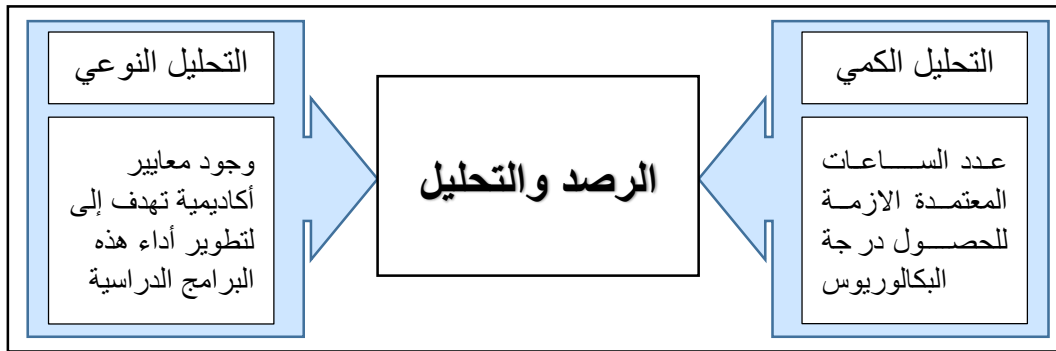 التحليل الكمي
عدد الساعات
المعتمدة الازمة
للحصول درجة
البكالوريوس
الرصد والتحليل
التحليل النوعي
وجود معايير
أكاديمية تهدف إلى
لتطوير أداء هذه
البرامج الدراسية